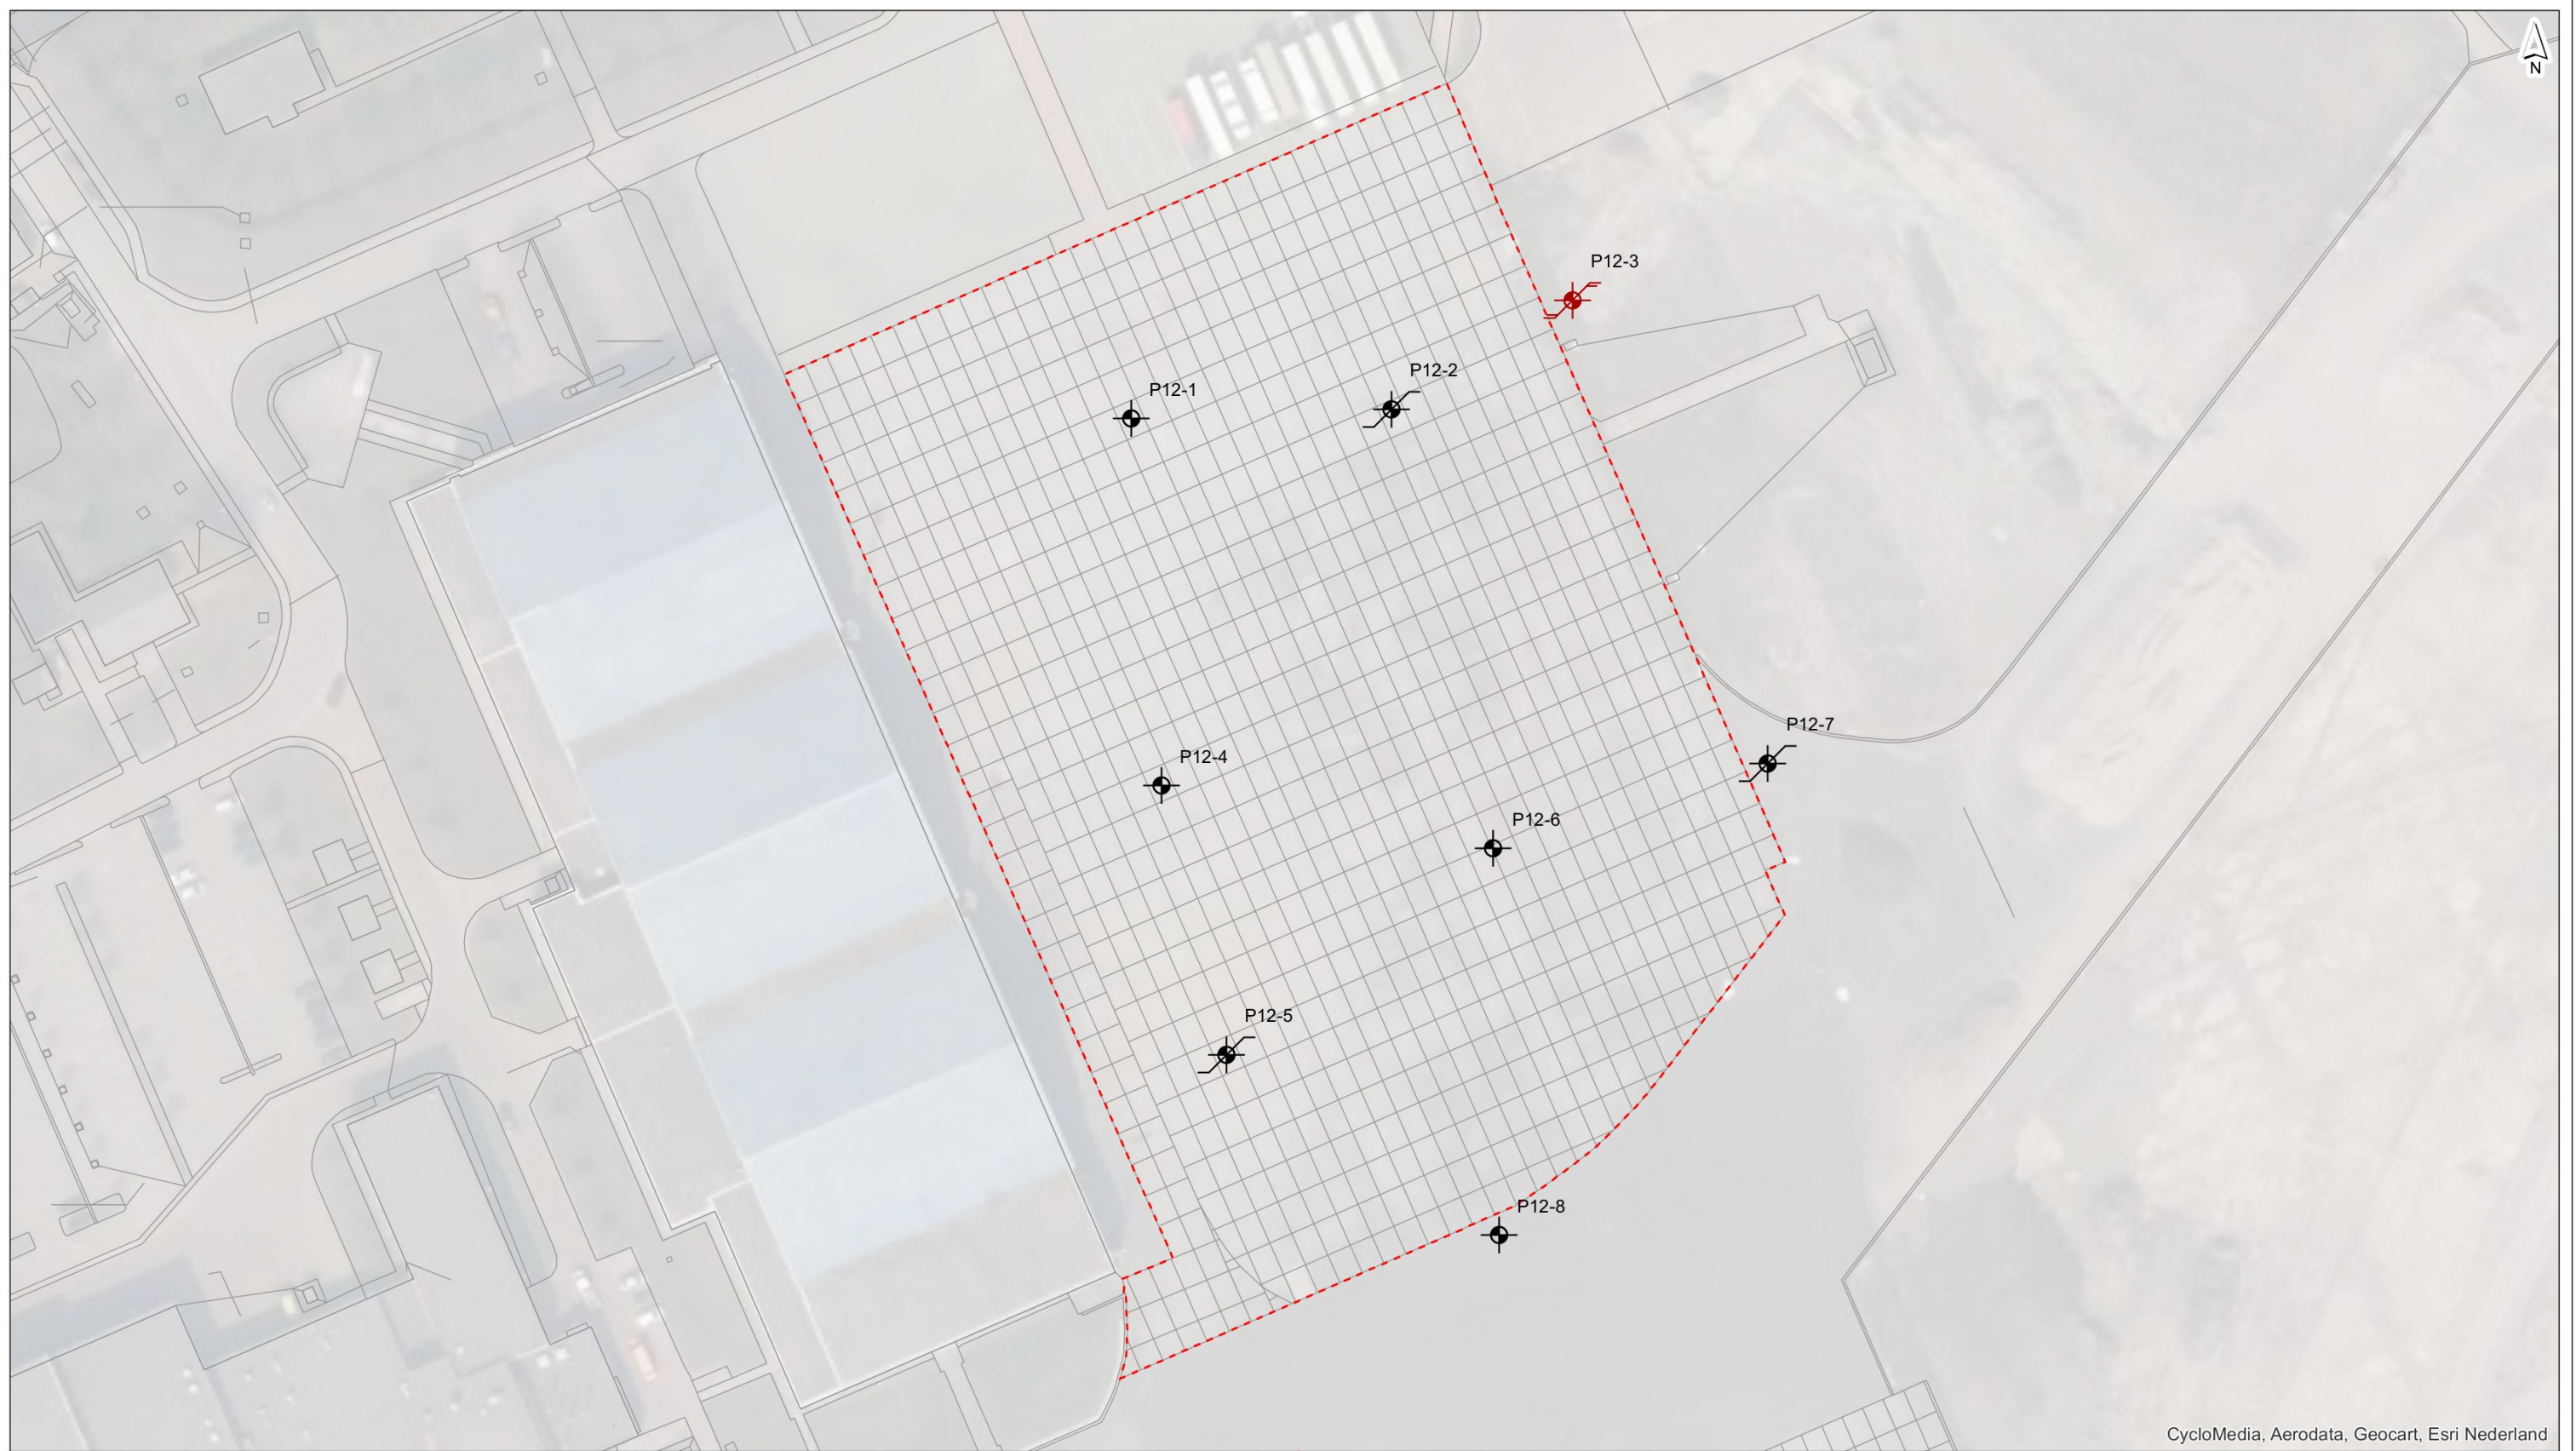 N
P12-3
P12-2
P12-1
P12-7
P12-4
P12-6
P12-5
P12-8
CycloMedia, Aerodata, Geocart, Esri Nederland